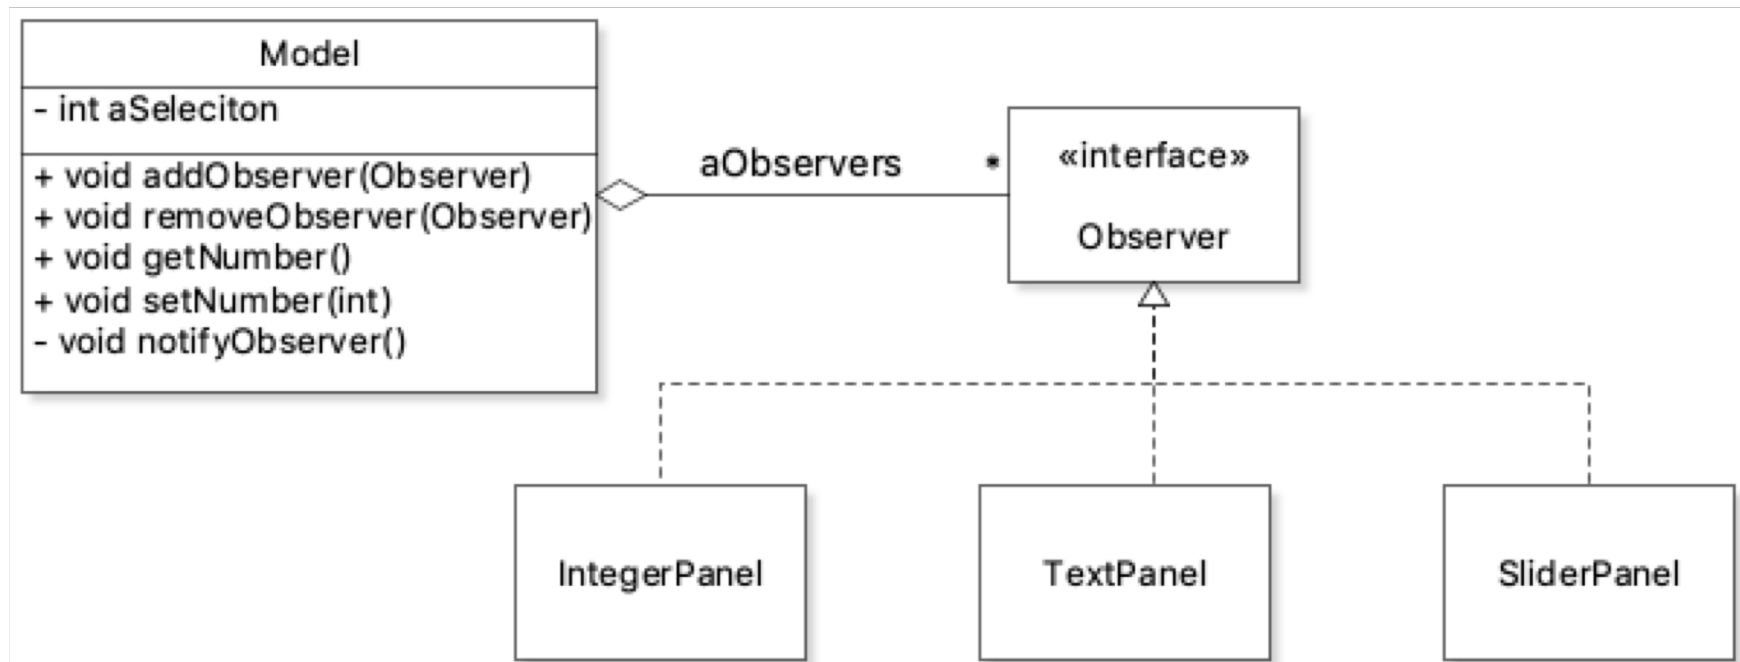 Model
- int aSeleciton
+ void addObserver(Observer)
+ void removeObserver(Observer)
+ void getNumber()
+ void setNumber(int)
- void notifyObserver()
aObservers *
«interface»
Observer
IntegerPanel
TextPanel
SliderPanel